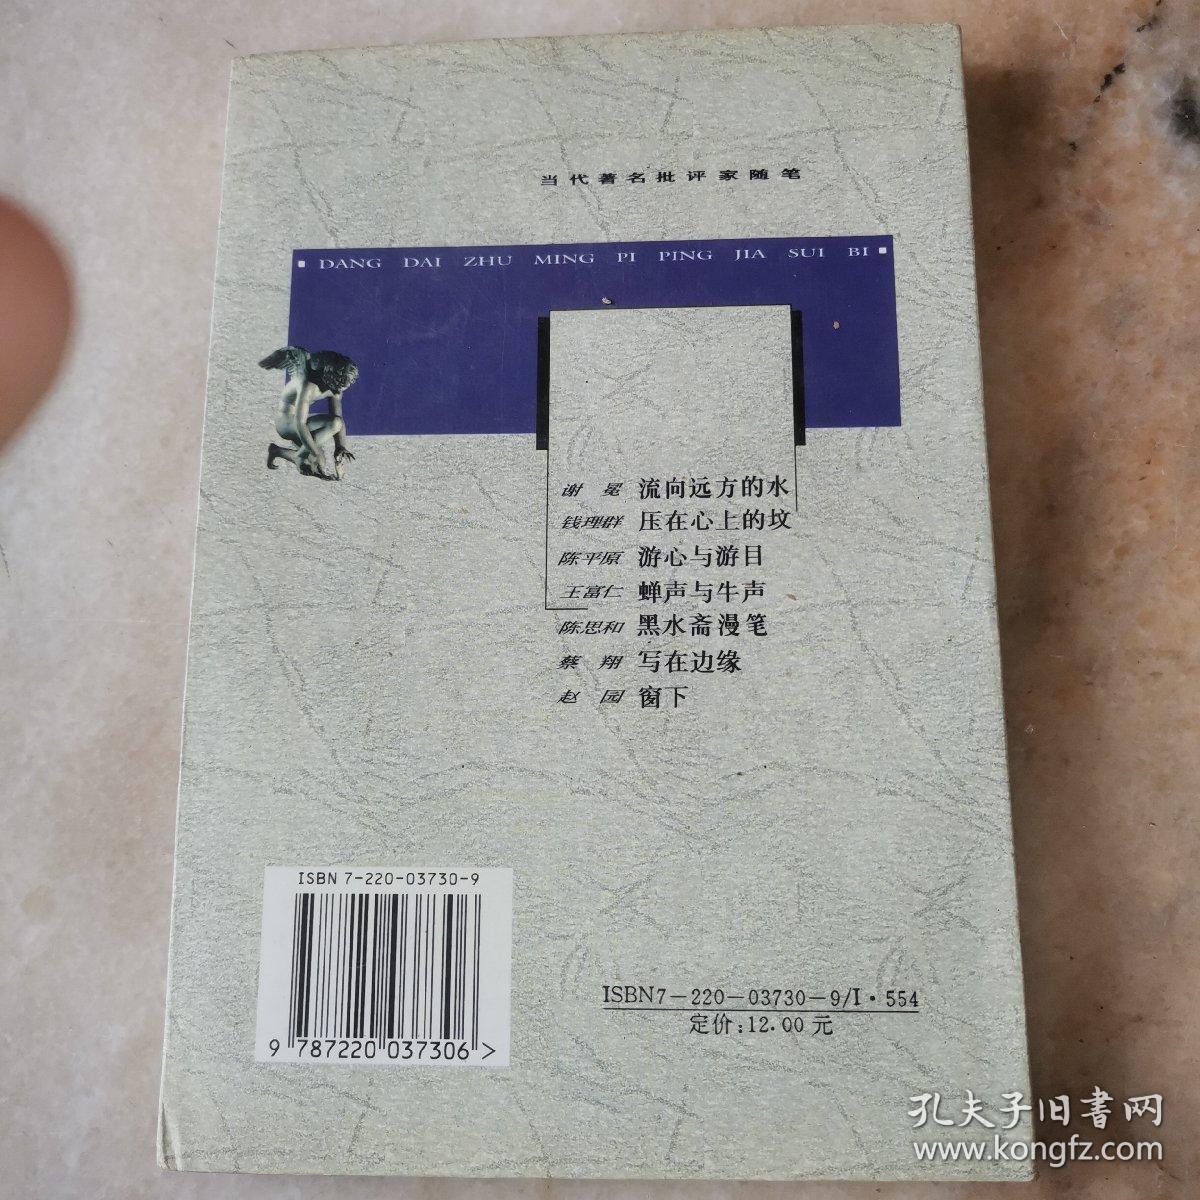 当代著名批评家随笔
DANG DAI ZHU MING PI PING JIA SUI BI
谢 冕 流向远方的水
钱理群 压在心上的坟
陈平原 游心与游目
王富仁 蝉声与牛声
陈思和 黑水斋漫笔
蔡 翔 写在边缘
赵 园 窗下
ISBN 7-220-03730-9
9 787220 037306 >
ISBN7-220-03730-9/I·554
定价:12.00元
孔夫子旧书网
www.kongfz.com